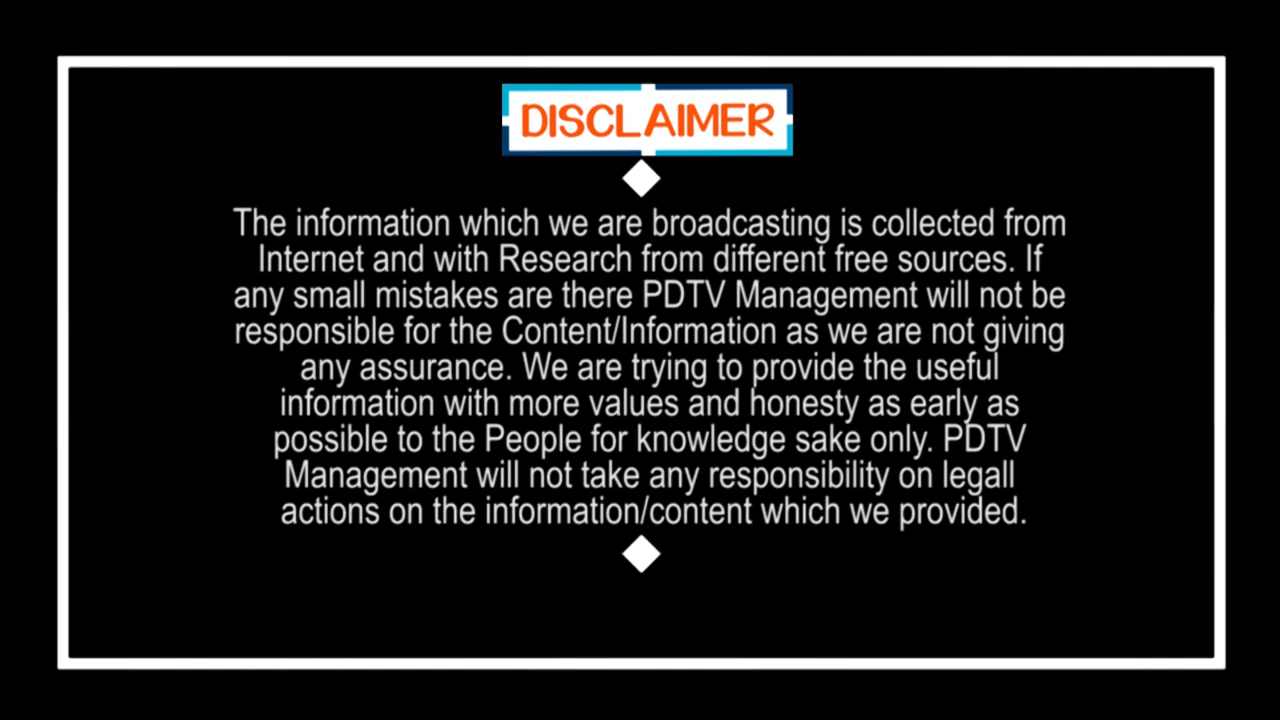 DISCLAIMER
The information which we are broadcasting is collected from
Internet and with Research from different free sources. If
any small mistakes are there PDTV Management will not be
responsible for the Content/Information as we are not giving
any assurance. We are trying to provide the useful
information with more values and honesty as early as
possible to the People for knowledge sake only. PDTV
Management will not take any responsibility on legall
actions on the information/content which we provided.